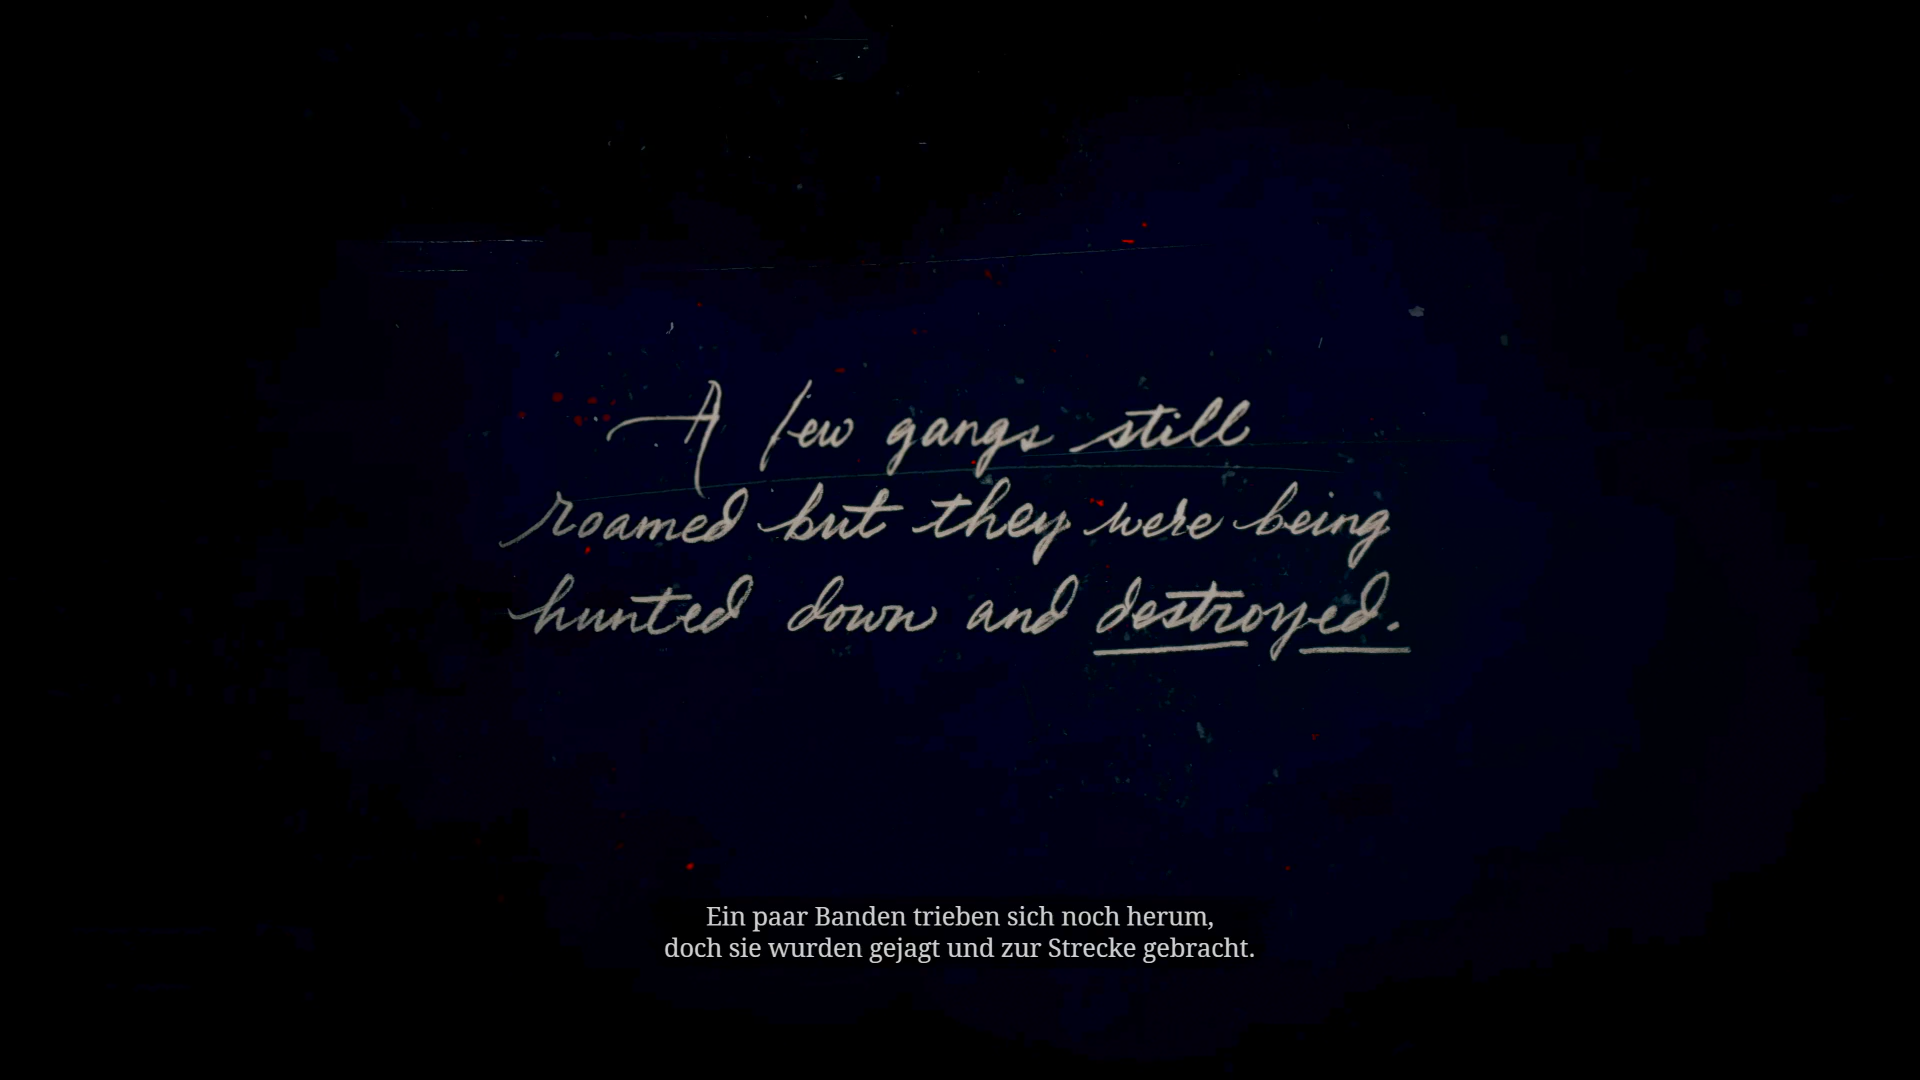 A few gangs still
roamed but they were being
hunted down and destroyed.
Ein paar Banden trieben sich noch herum,
doch sie wurden gejagt und zur Strecke gebracht.